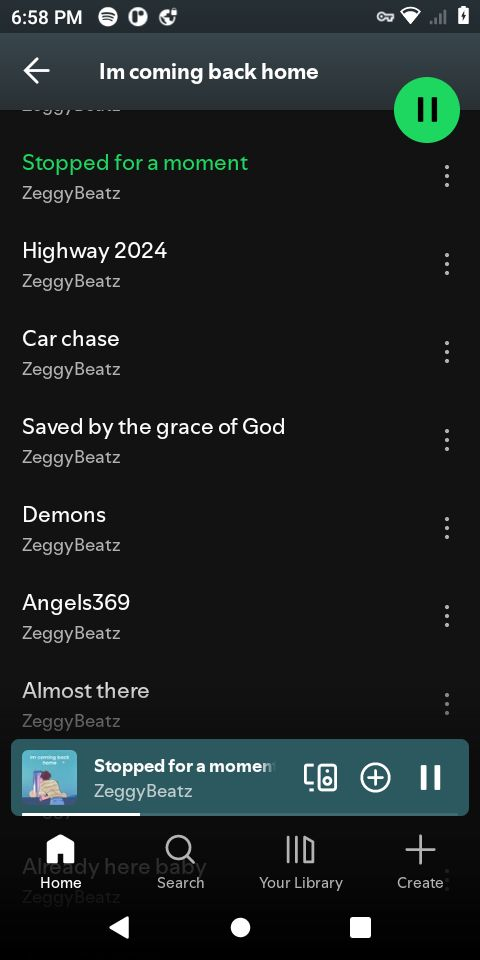 6:58 PM
Im coming back home
ZeggyBeatz
Stopped for a moment
ZeggyBeatz
Highway 2024
ZeggyBeatz
Car chase
ZeggyBeatz
Saved by the grace of God
ZeggyBeatz
Demons
ZeggyBeatz
Angels369
ZeggyBeatz
Almost there
ZeggyBeatz
im coming back
home
Stopped for a momen
ZeggyBeatz
Already here baby
Home
Search
Your Library
Create
ZeggyBeatz